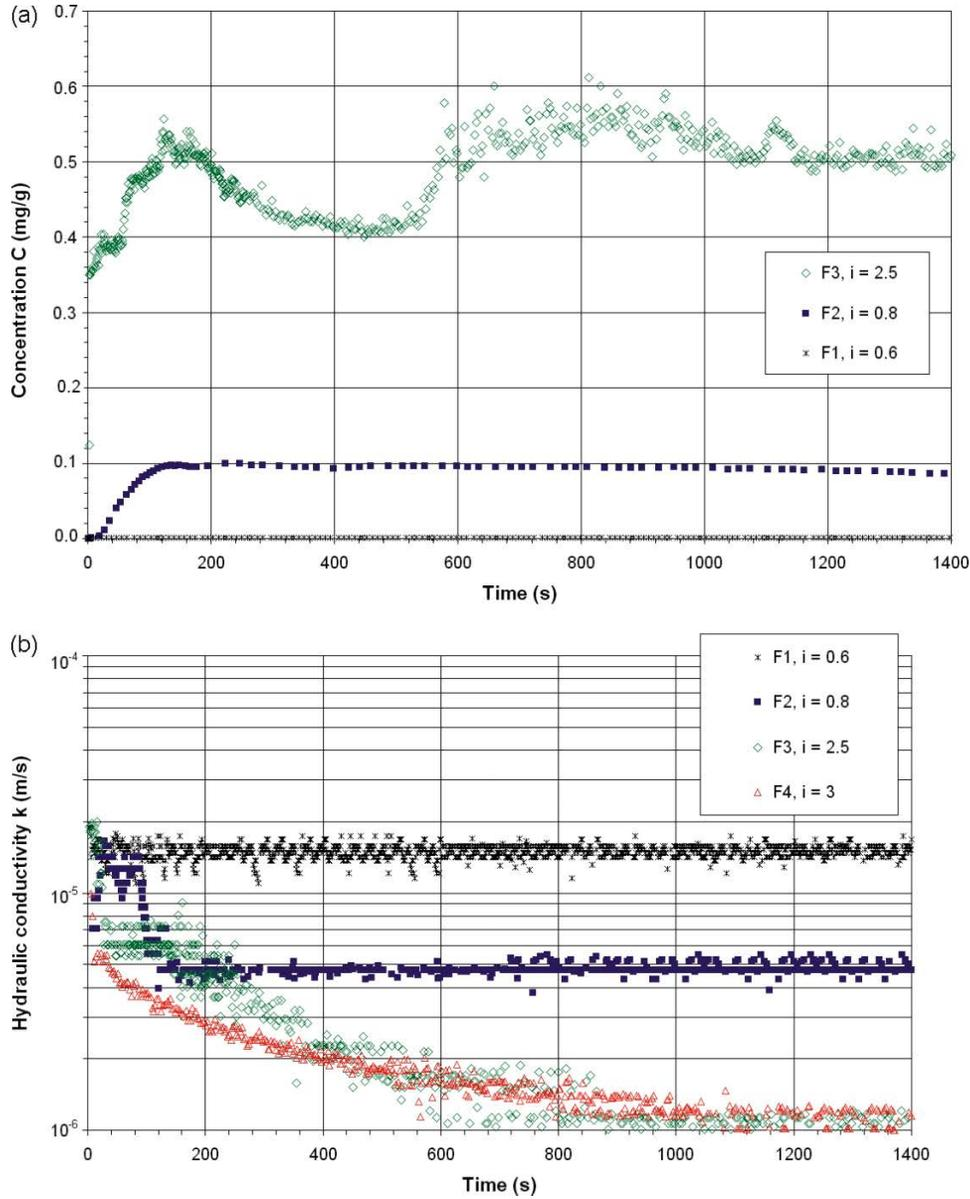 (a)
0.7
0.6
0.5
0.4
0.3
0.2
0.1
0.0
Concentration C (mg/g)
F3, i = 2.5
F2, i = 0.8
F1, i = 0.6
0 200 400 600 800 1000 1200 1400
Time (s)
(b)
10-4
10-5
10-6
Hydraulic conductivity k (m/s)
F1, i = 0.6
F2, i = 0.8
F3, i = 2.5
F4, i = 3
0 200 400 600 800 1000 1200 1400
Time (s)